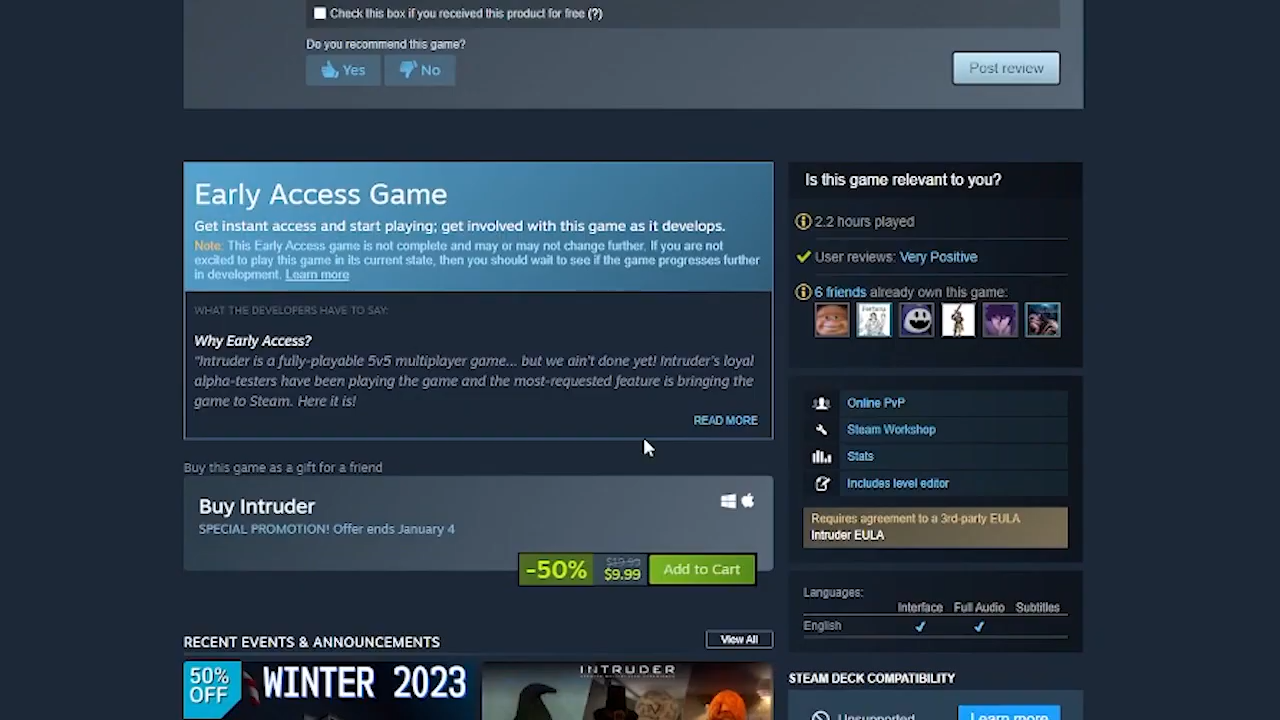 Check this box if you received this product for free (?)
Do you recommend this game?
Yes
No
Post review
Early Access Game
Get instant access and start playing; get involved with this game as it develops.
Note: This Early Access game is not complete and may or may not change further. If you are not
excited to play this game in its current state, then you should wait to see if the game progresses further
in development. Learn more
WHAT THE DEVELOPERS HAVE TO SAY:
Why Early Access?
"Intruder is a fully-playable 5v5 multiplayer game... but we ain't done yet! Intruder's loyal
alpha-testers have been playing the game and the most-requested feature is bringing the
game to Steam. Here it is!
READ MORE
Buy this game as a gift for a friend
Buy Intruder
SPECIAL PROMOTION! Offer ends January 4
-50%
$19.99
$9.99
Add to Cart
RECENT EVENTS & ANNOUNCEMENTS
View All
50%
OFF
WINTER 2023
INTRUDER
Is this game relevant to you?
2.2 hours played
User reviews: Very Positive
6 friends already own this game:
Online PvP
Steam Workshop
Stats
Includes level editor
Requires agreement to a 3rd-party EULA
Intruder EULA
Languages:
Interface Full Audio Subtitles
English
STEAM DECK COMPATIBILITY
Unsupported
Learn more